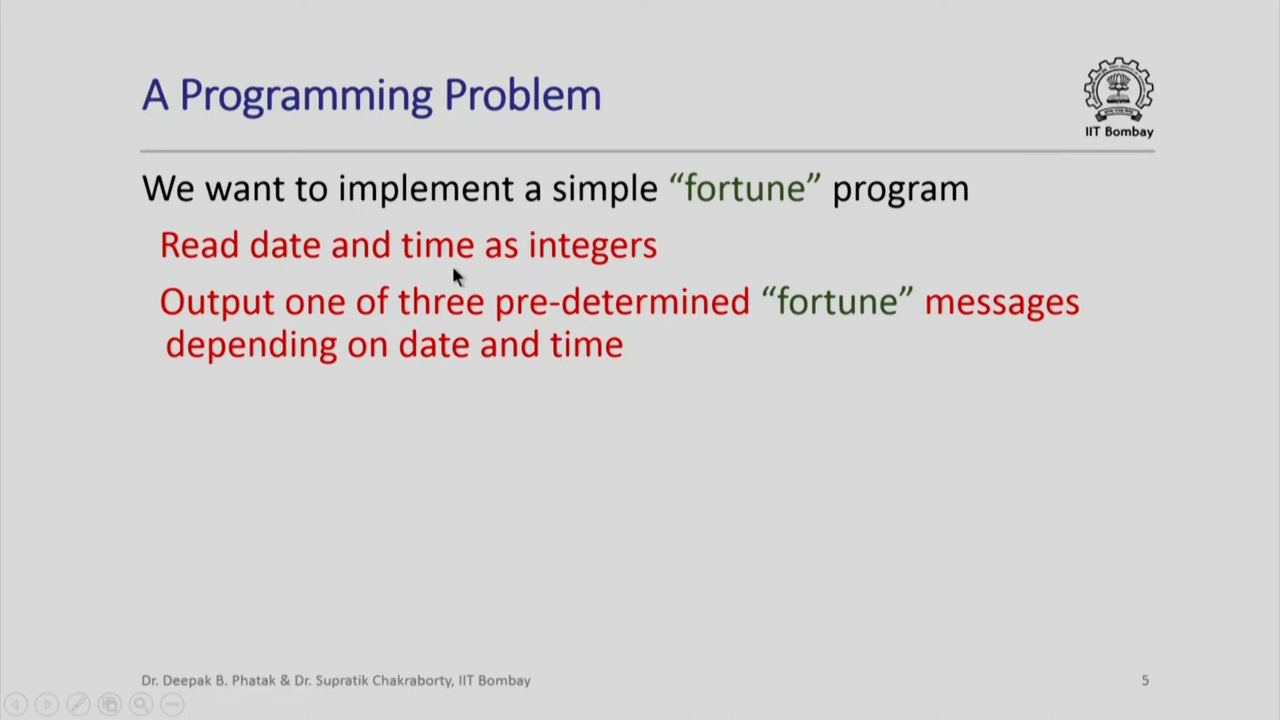 A Programming Problem
IIT Bombay
We want to implement a simple “fortune” program
Read date and time as integers
Output one of three pre-determined “fortune” messages
depending on date and time
Dr. Deepak B. Phatak & Dr. Supratik Chakraborty, IIT Bombay
5